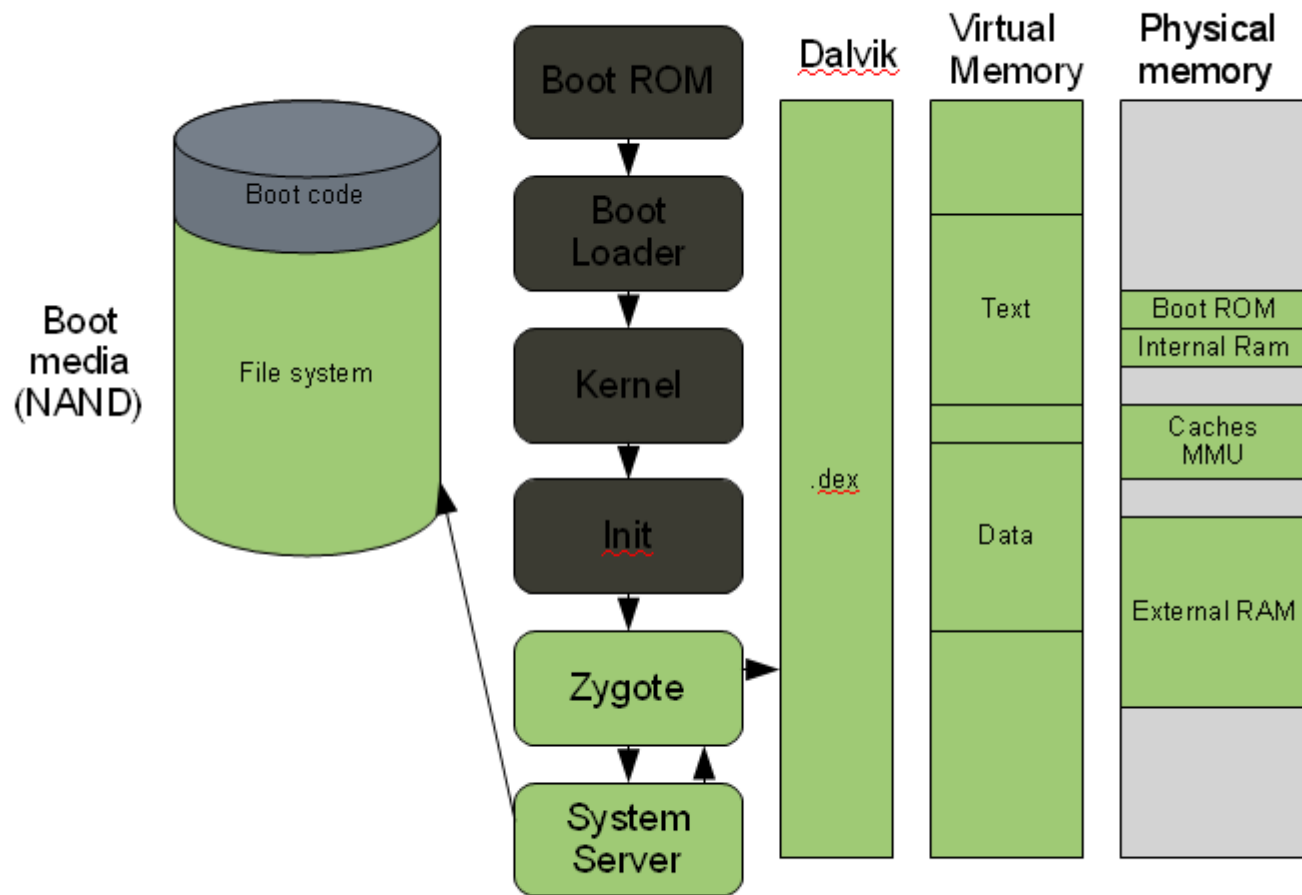 Boot media
(NAND)
Boot code
File system
Boot ROM
Boot
Loader
Kernel
Init
Zygote
System
Server
Dalvik
.dex
Virtual
Memory
Text
Data
Physical
memory
Boot ROM
Internal Ram
Caches
MMU
External RAM